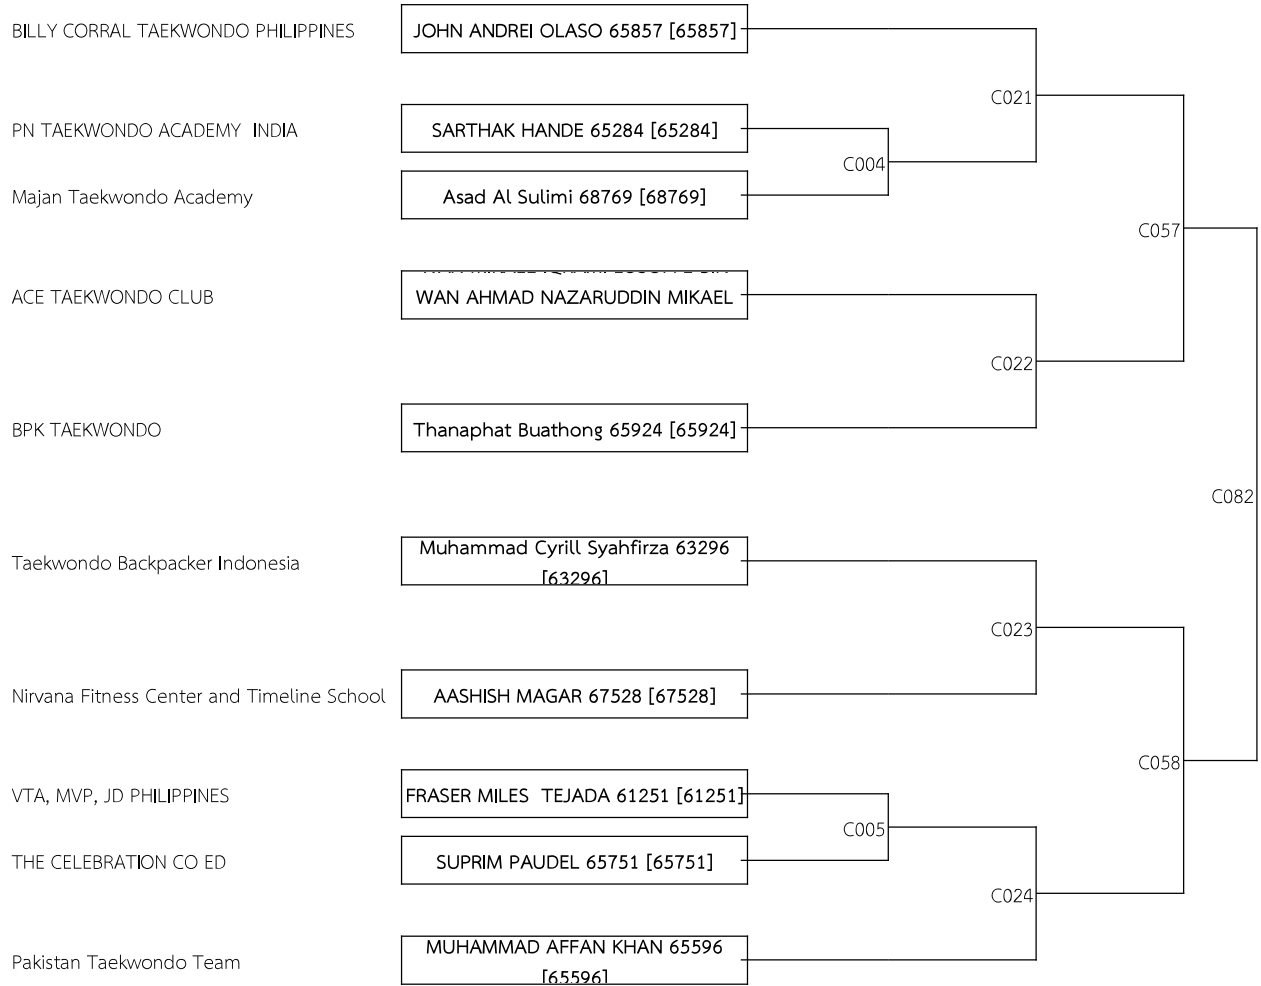 BILLY CORRAL TAEKWONDO PHILIPPINES
JOHN ANDREI OLASO 65857 [65857]
C021
PN TAEKWONDO ACADEMY  INDIA
SARTHAK HANDE 65284 [65284]
C004
Majan Taekwondo Academy
Asad Al Sulimi 68769 [68769]
C057
ACE TAEKWONDO CLUB
WAN AHMAD NAZARUDDIN MIKAEL
C022
BPK TAEKWONDO
Thanaphat Buathong 65924 [65924]
C082
Taekwondo Backpacker Indonesia
Muhammad Cyrill Syahfirza 63296
[63296]
C023
Nirvana Fitness Center and Timeline School
AASHISH MAGAR 67528 [67528]
C058
VTA, MVP, JD PHILIPPINES
FRASER MILES  TEJADA 61251 [61251]
C005
THE CELEBRATION CO ED
SUPRIM PAUDEL 65751 [65751]
C024
Pakistan Taekwondo Team
MUHAMMAD AFFAN KHAN 65596
[65596]